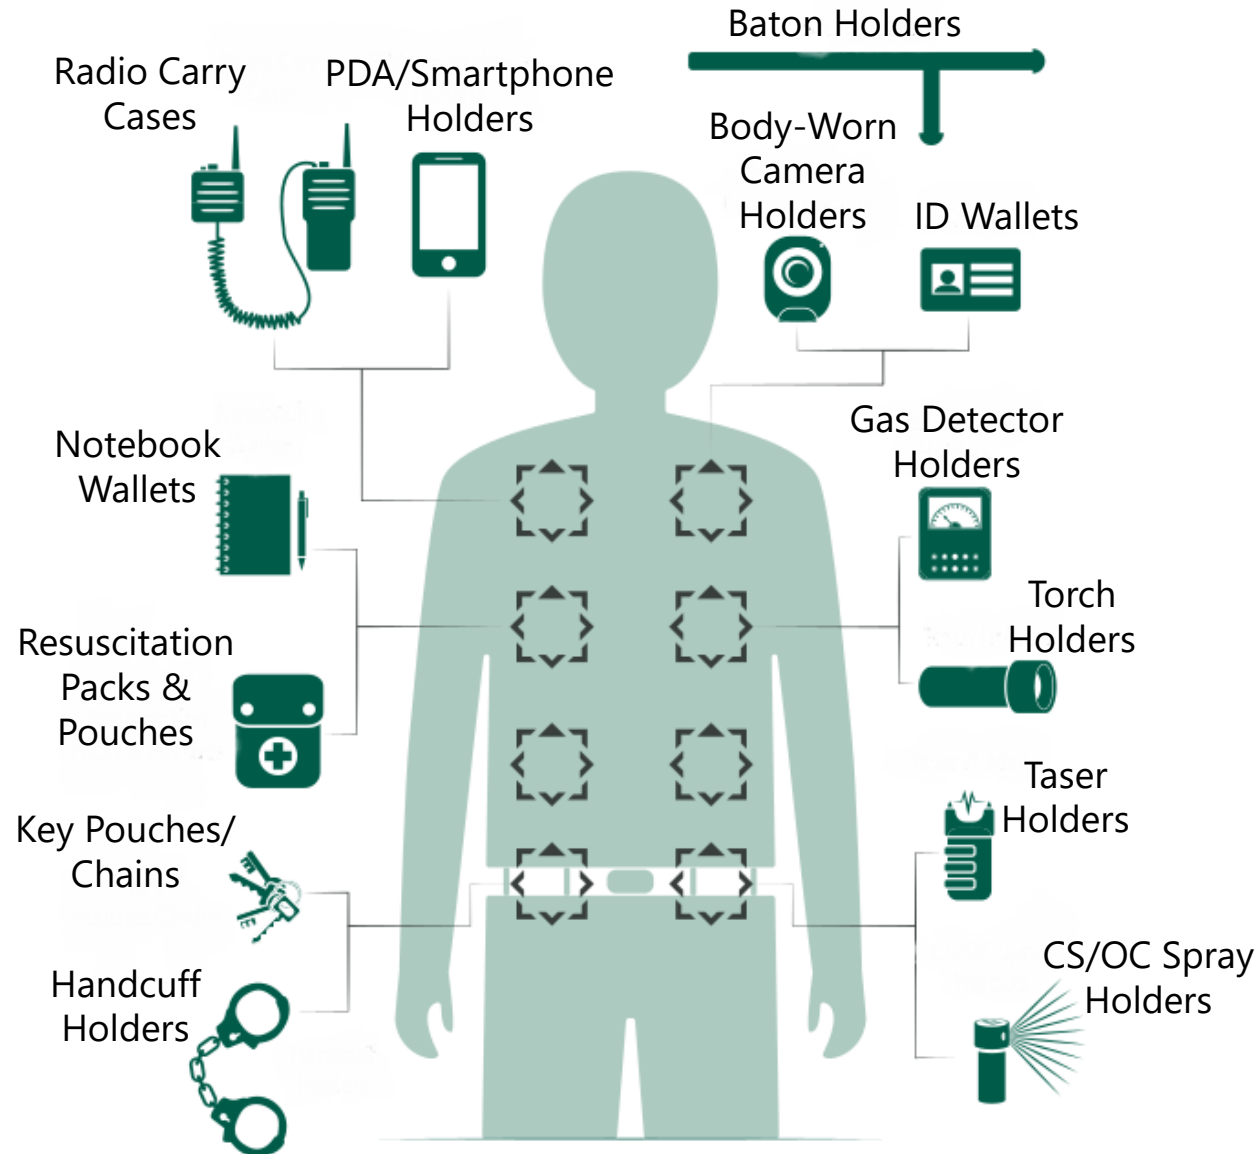 Baton Holders
Radio Carry
Cases
PDA/Smartphone
Holders
Body-Worn
Camera
Holders
ID Wallets
Notebook
Wallets
Gas Detector
Holders
Torch
Holders
Resuscitation
Packs &
Pouches
Taser
Holders
Key Pouches/
Chains
Handcuff
Holders
CS/OC Spray
Holders